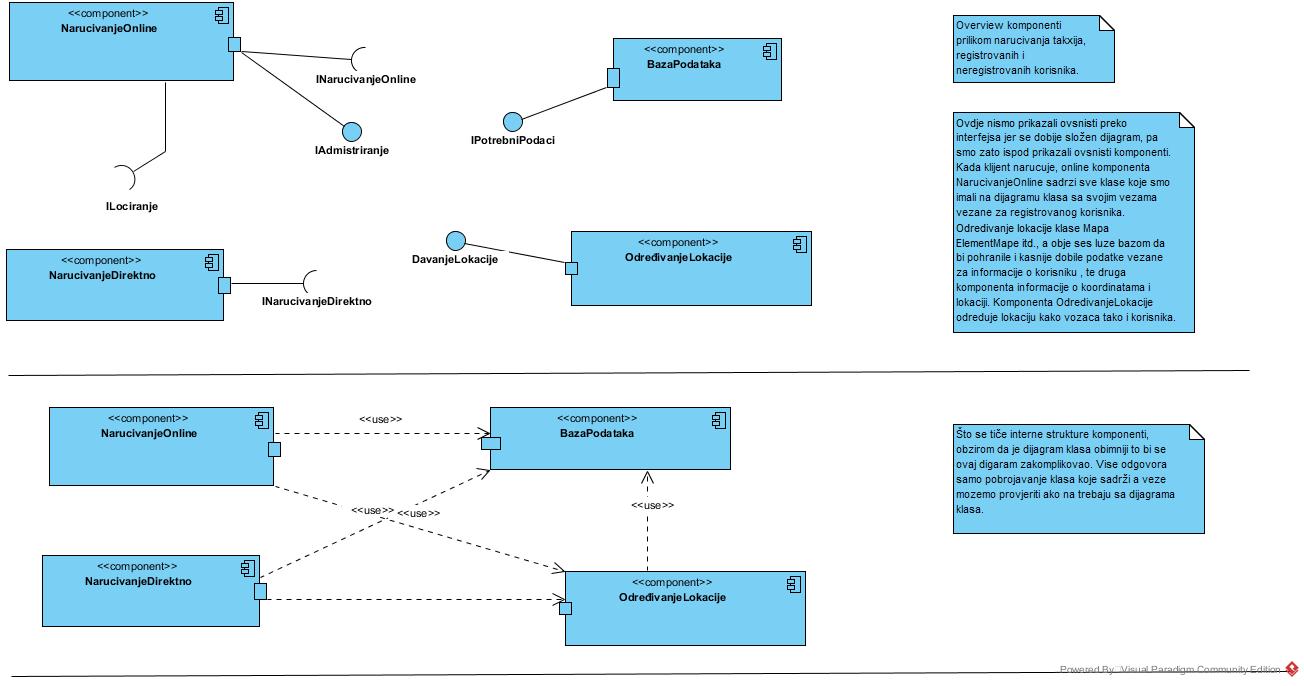 <<component>>
NarucivanjeOnline
INarucivanjeOnline
IAdmistriranje
ILociranje
<<component>>
BazaPodataka
IPotrebniPodaci
<<component>>
NarucivanjeDirektno
INarucivanjeDirektno
DavanjeLokacije
<<component>>
OdređivanjeLokacije
Overview komponenti
prilikom narucivanja takxija,
registrovanih i
neregistrovanih korisnika.
Ovdje nismo prikazali ovsnisti preko
interfejsa jer se dobije složen dijagram, pa
smo zato ispod prikazali ovsnisti komponenti.
Kada klijent narucuje, online komponenta
NarucivanjeOnline sadrzi sve klase koje smo
imali na dijagramu klasa sa svojim vezama
vezane za registrovanog korisnika.
Odredivanje lokacije klase Mapa
ElementMape itd., a obje ses luze bazom da
bi pohranile i kasnije dobile podatke vezane
za informacije o korisniku , te druga
komponenta informacije o koordinatama i
lokaciji. Komponenta OdredivanjeLokacije
odreduje lokaciju kako vozaca tako i korisnika.
<<component>>
NarucivanjeOnline
<<use>>
<<component>>
BazaPodataka
<<use>>
<<use>>
<<use>>
<<component>>
NarucivanjeDirektno
<<component>>
OdređivanjeLokacije
Što se tiče interne strukture komponenti,
obzirom da je dijagram klasa obimniji to bi se
ovaj digaram zakomplikovao. Vise odgovora
samo pobrojavanje klasa koje sadrži a veze
mozemo provjeriti ako na trebaju sa dijagrama
klasa.
Powered By Visual Paradigm Community Edition